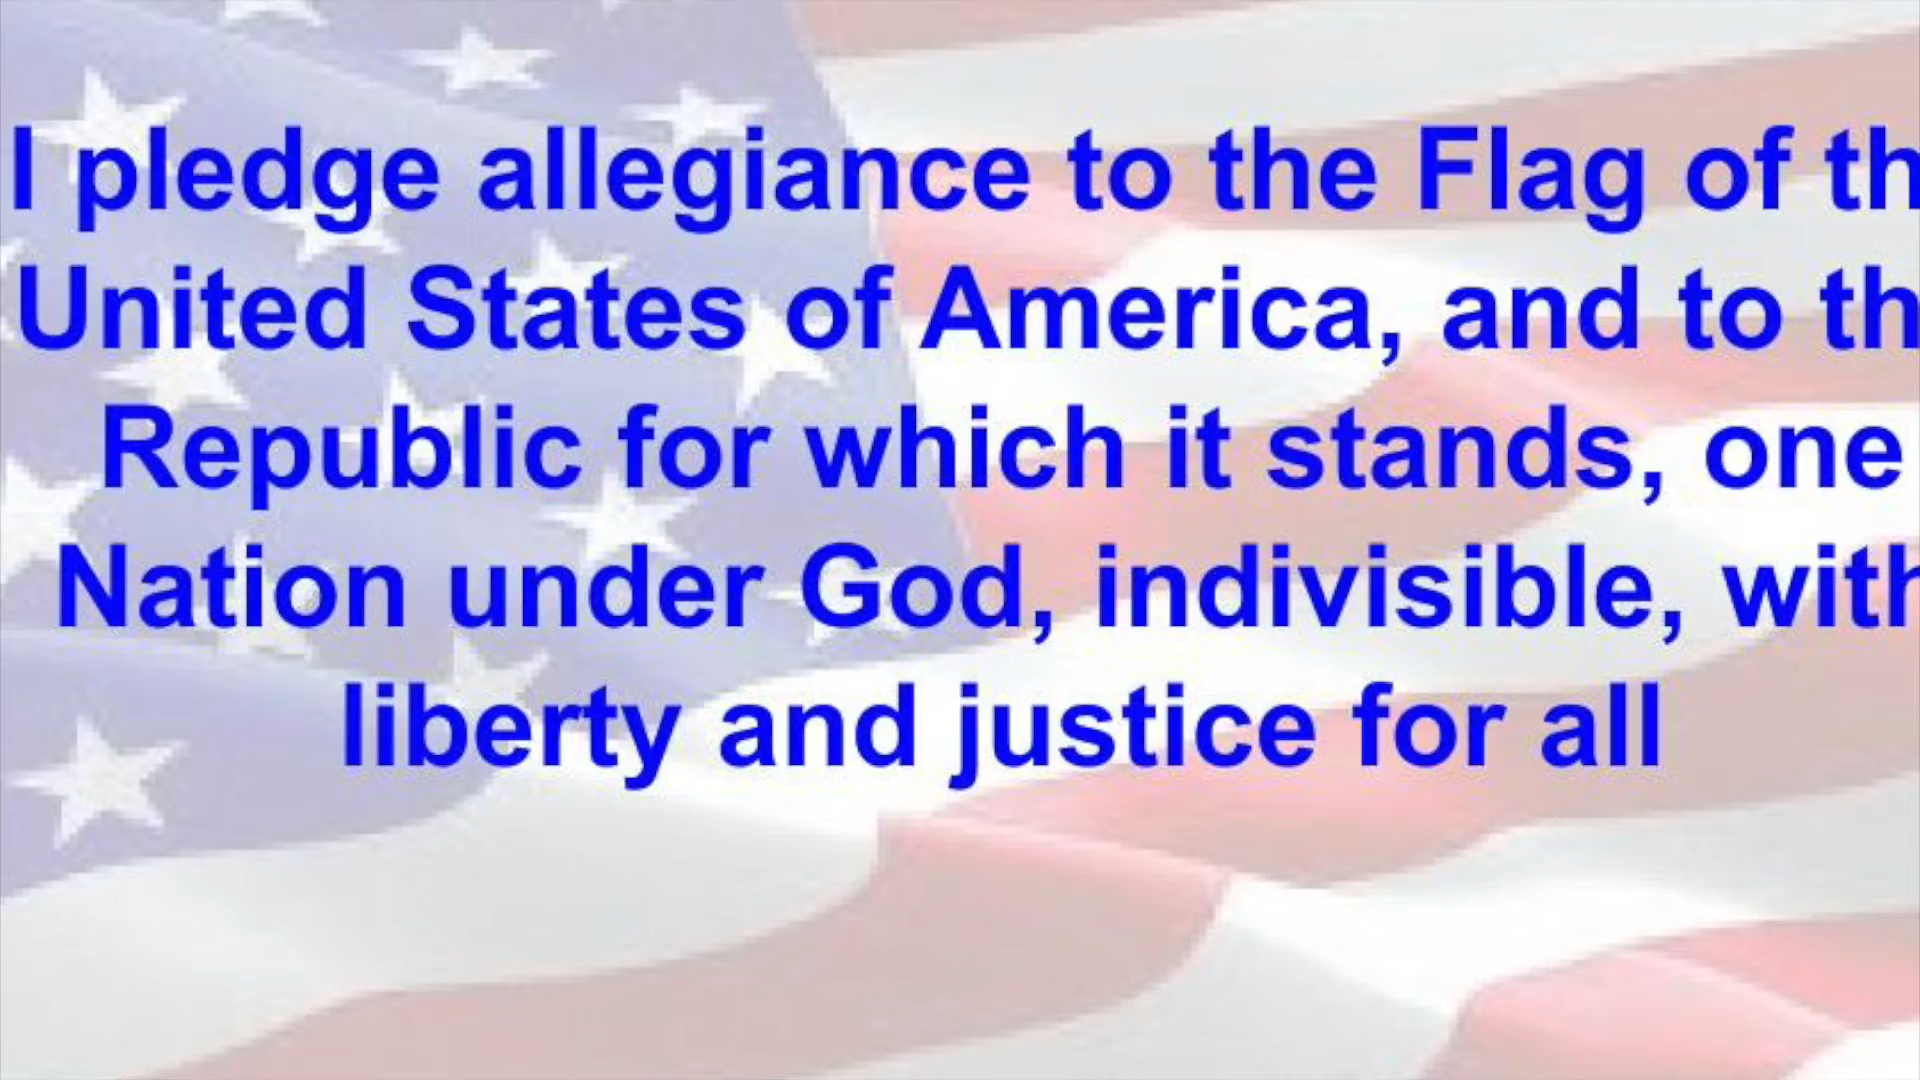 I pledge allegiance to the Flag of th
United States of America, and to th
Republic for which it stands, one
Nation under God, indivisible, with
liberty and justice for all